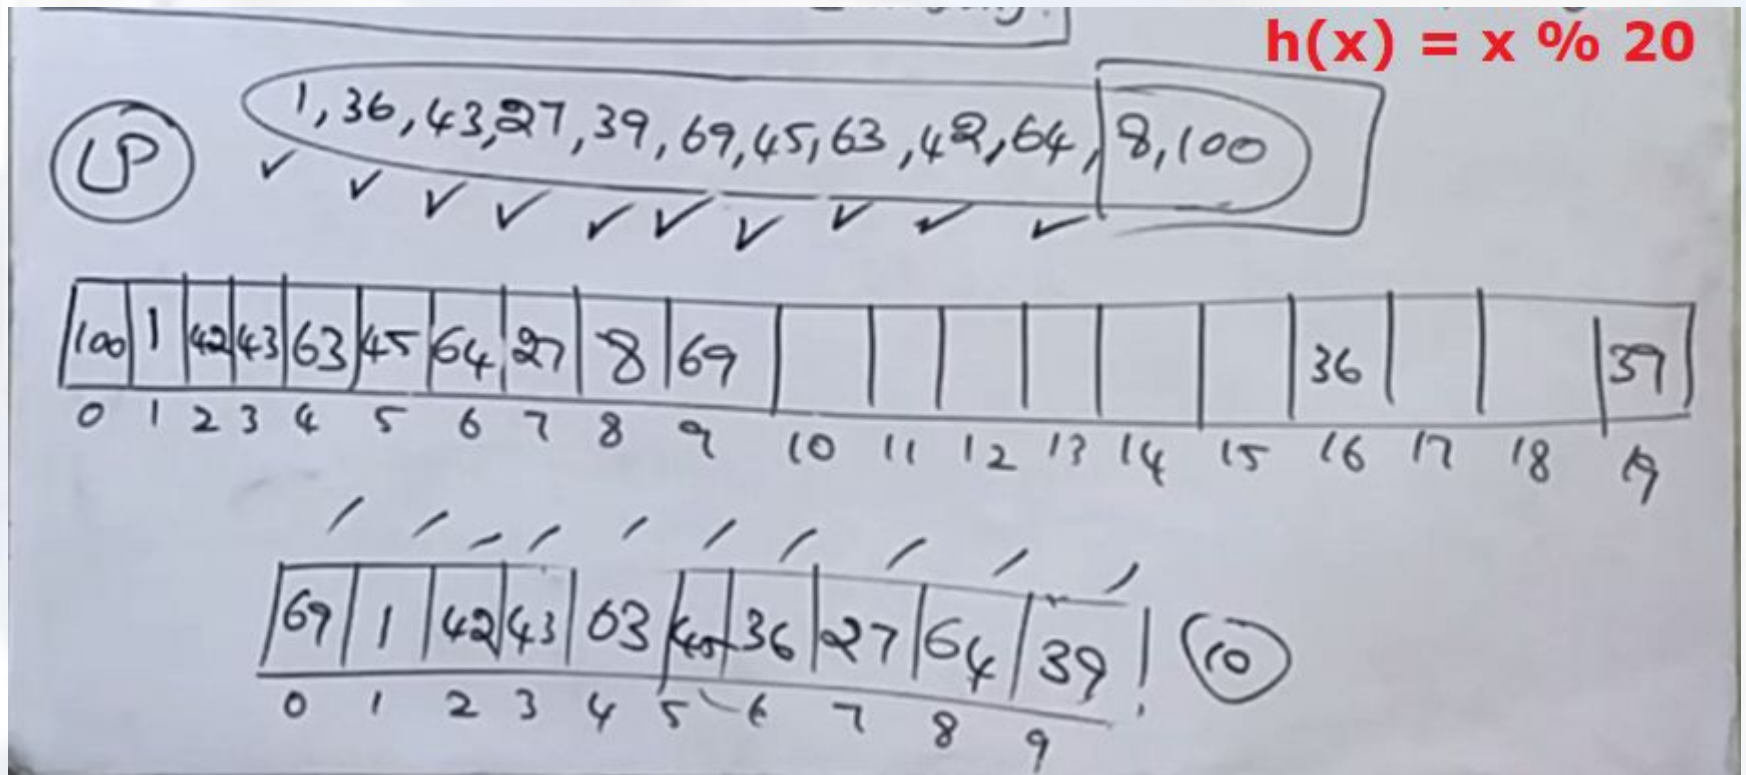 h(x) = x % 20
LP 1, 36, 43, 27, 39, 69, 45, 63, 42, 64, 8, 100
100 1 42 43 63 45 64 27 8 69 36 39
0 1 2 3 4 5 6 7 8 9 10 11 12 13 14 15 16 17 18 19
69 1 42 43 63 45 36 27 64 39 10
0 1 2 3 4 5 6 7 8 9